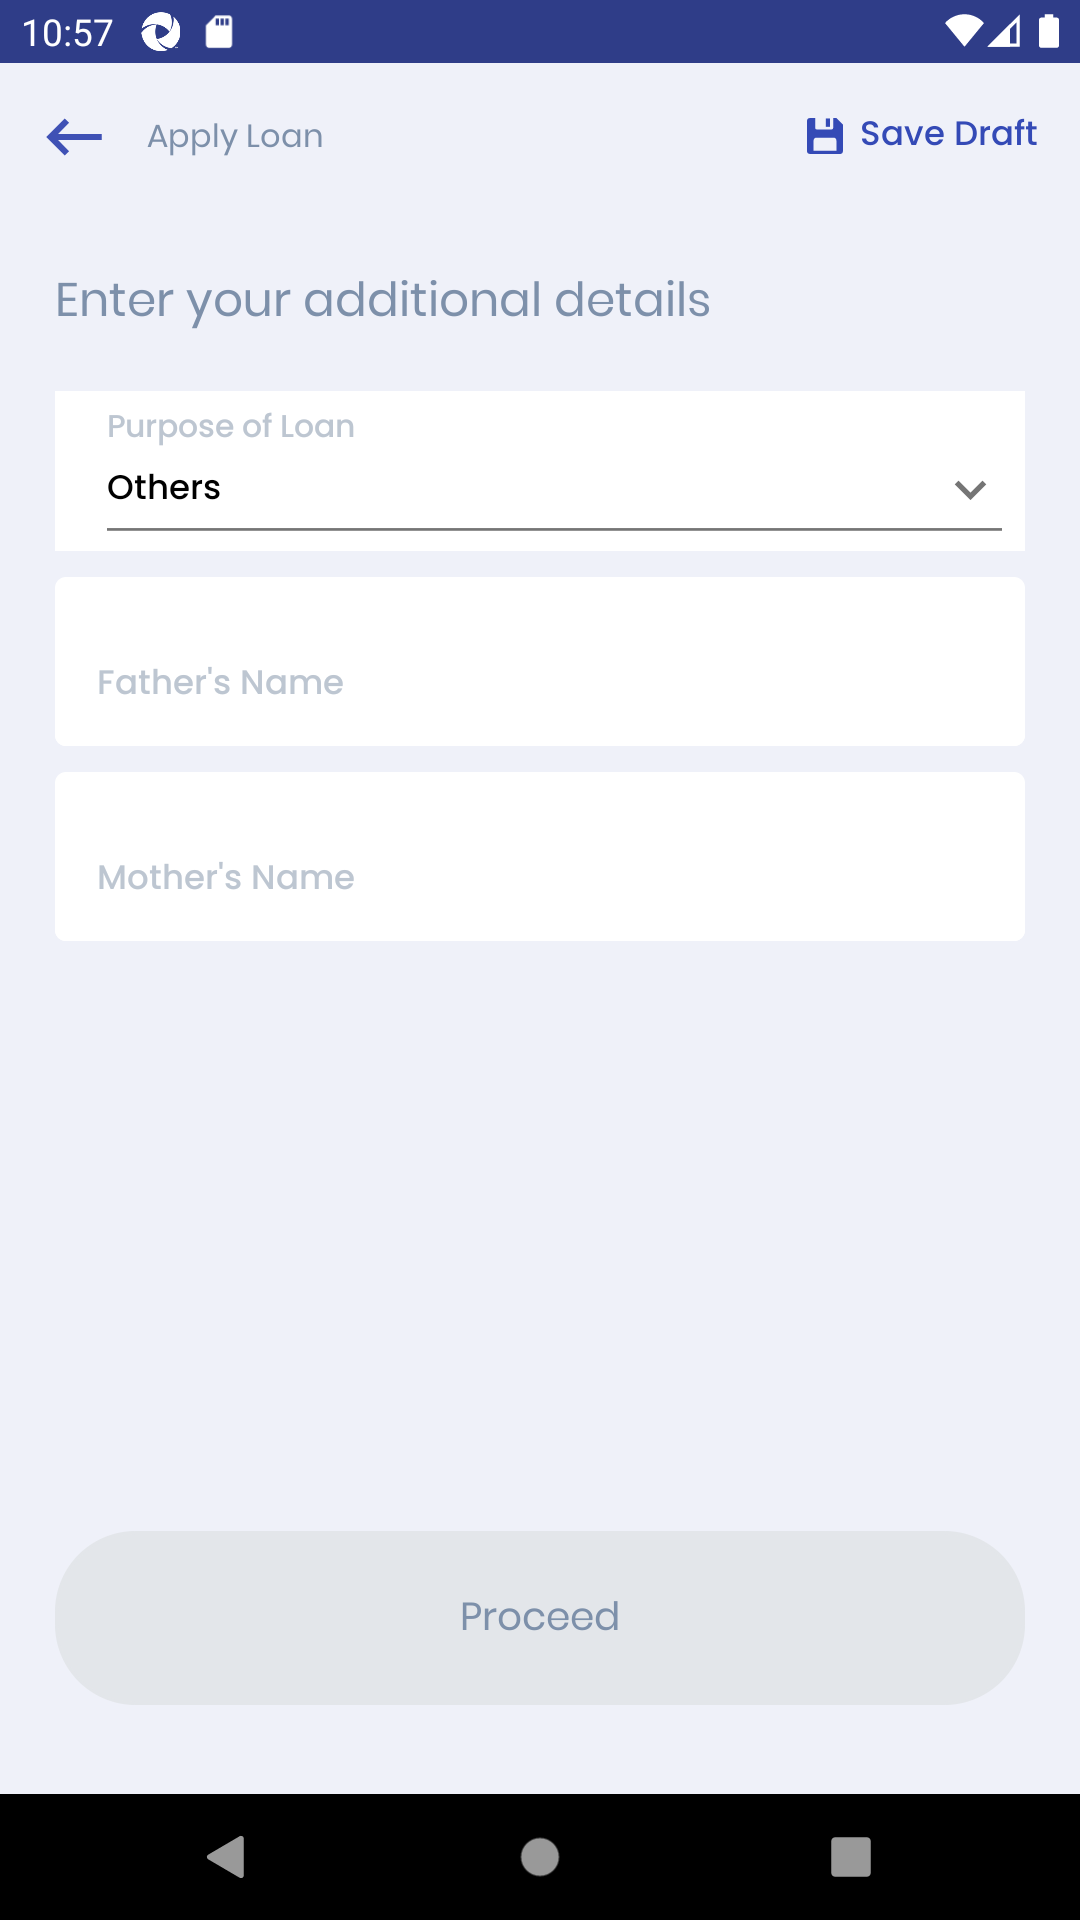 10:57
Apply Loan
Save Draft
Enter your additional details
Purpose of Loan
Others
Father's Name
Mother's Name
Proceed